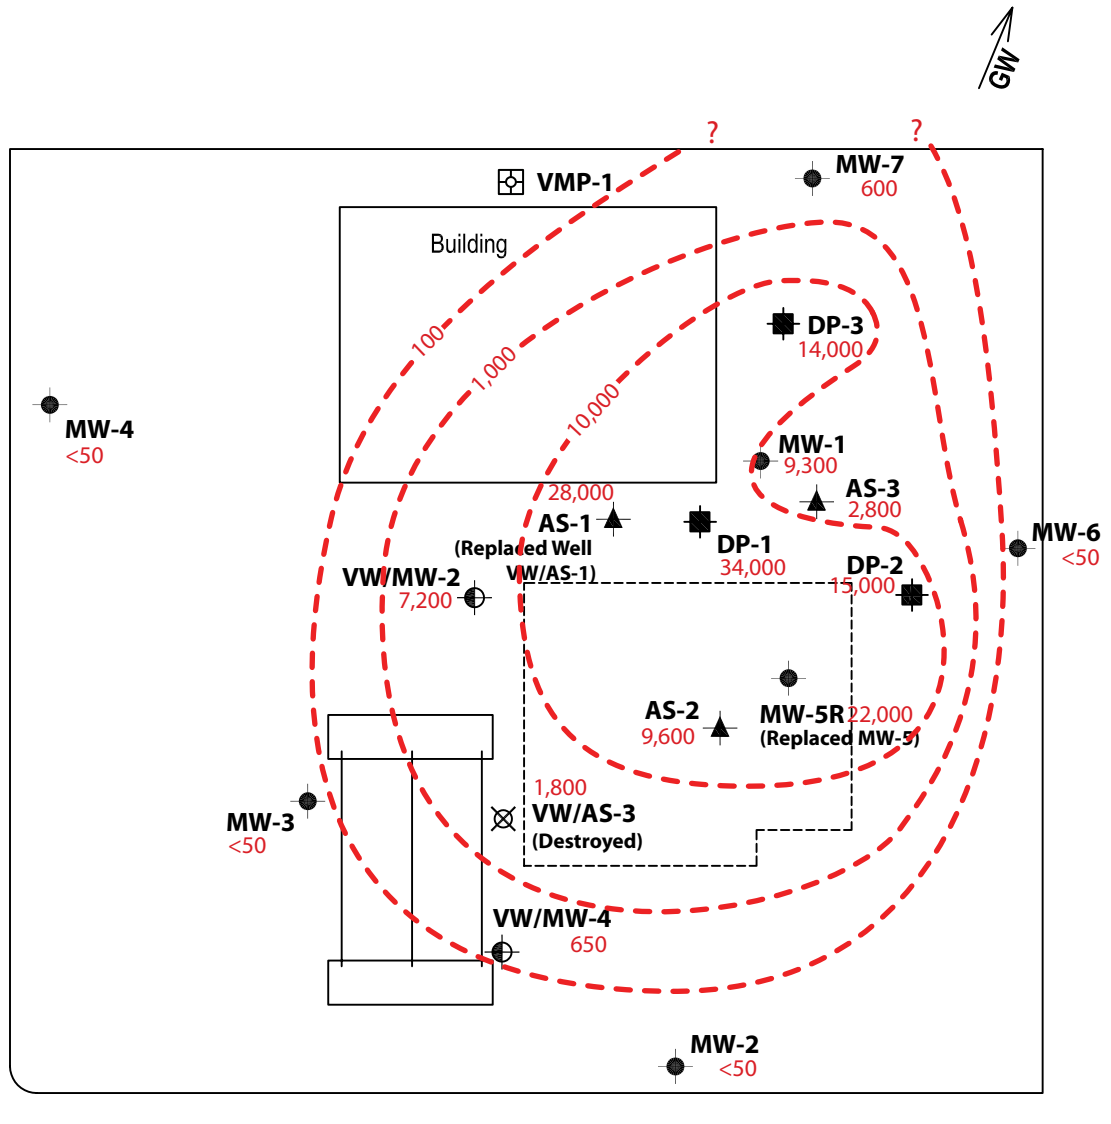 GW
?
?
MW-7
600
VMP-1
Building
DP-3
14,000
100
1,000
10,000
MW-4
<50
MW-1
9,300
28,000
AS-3
2,800
AS-1
(Replaced Well
VW/AS-1)
DP-1
34,000
MW-6
<50
VW/MW-2
7,200
DP-2
15,000
AS-2
9,600
MW-5R
22,000
(Replaced MW-5)
1,800
VW/AS-3
(Destroyed)
MW-3
<50
VW/MW-4
650
MW-2
<50